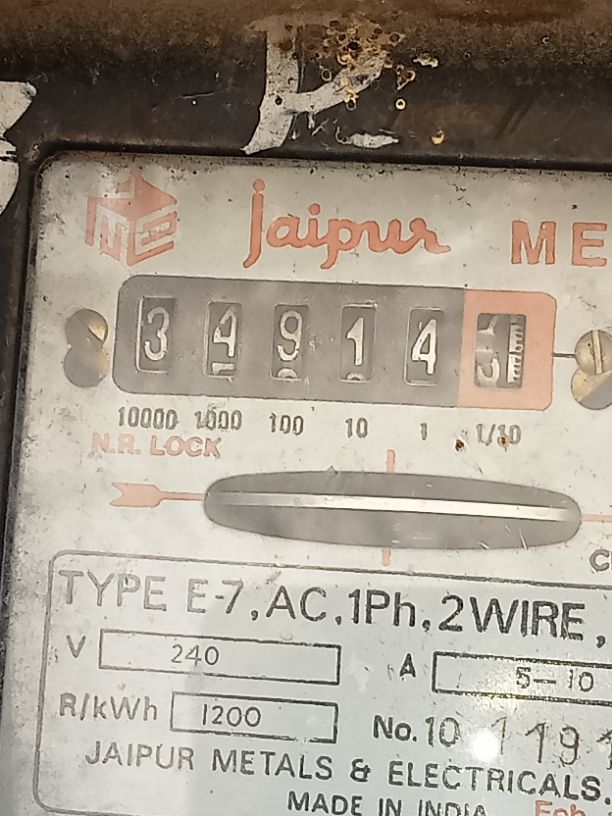 Jaipur ME
3 4 9 1 4
10000 1000 100 10 1 1/10
N.R. LOCK
TYPE E-7, AC, 1Ph, 2WIRE,
V 240 A 5-10
R/kWh 1200 No. 10 1191
JAIPUR METALS & ELECTRICALS.
MADE IN INDIA